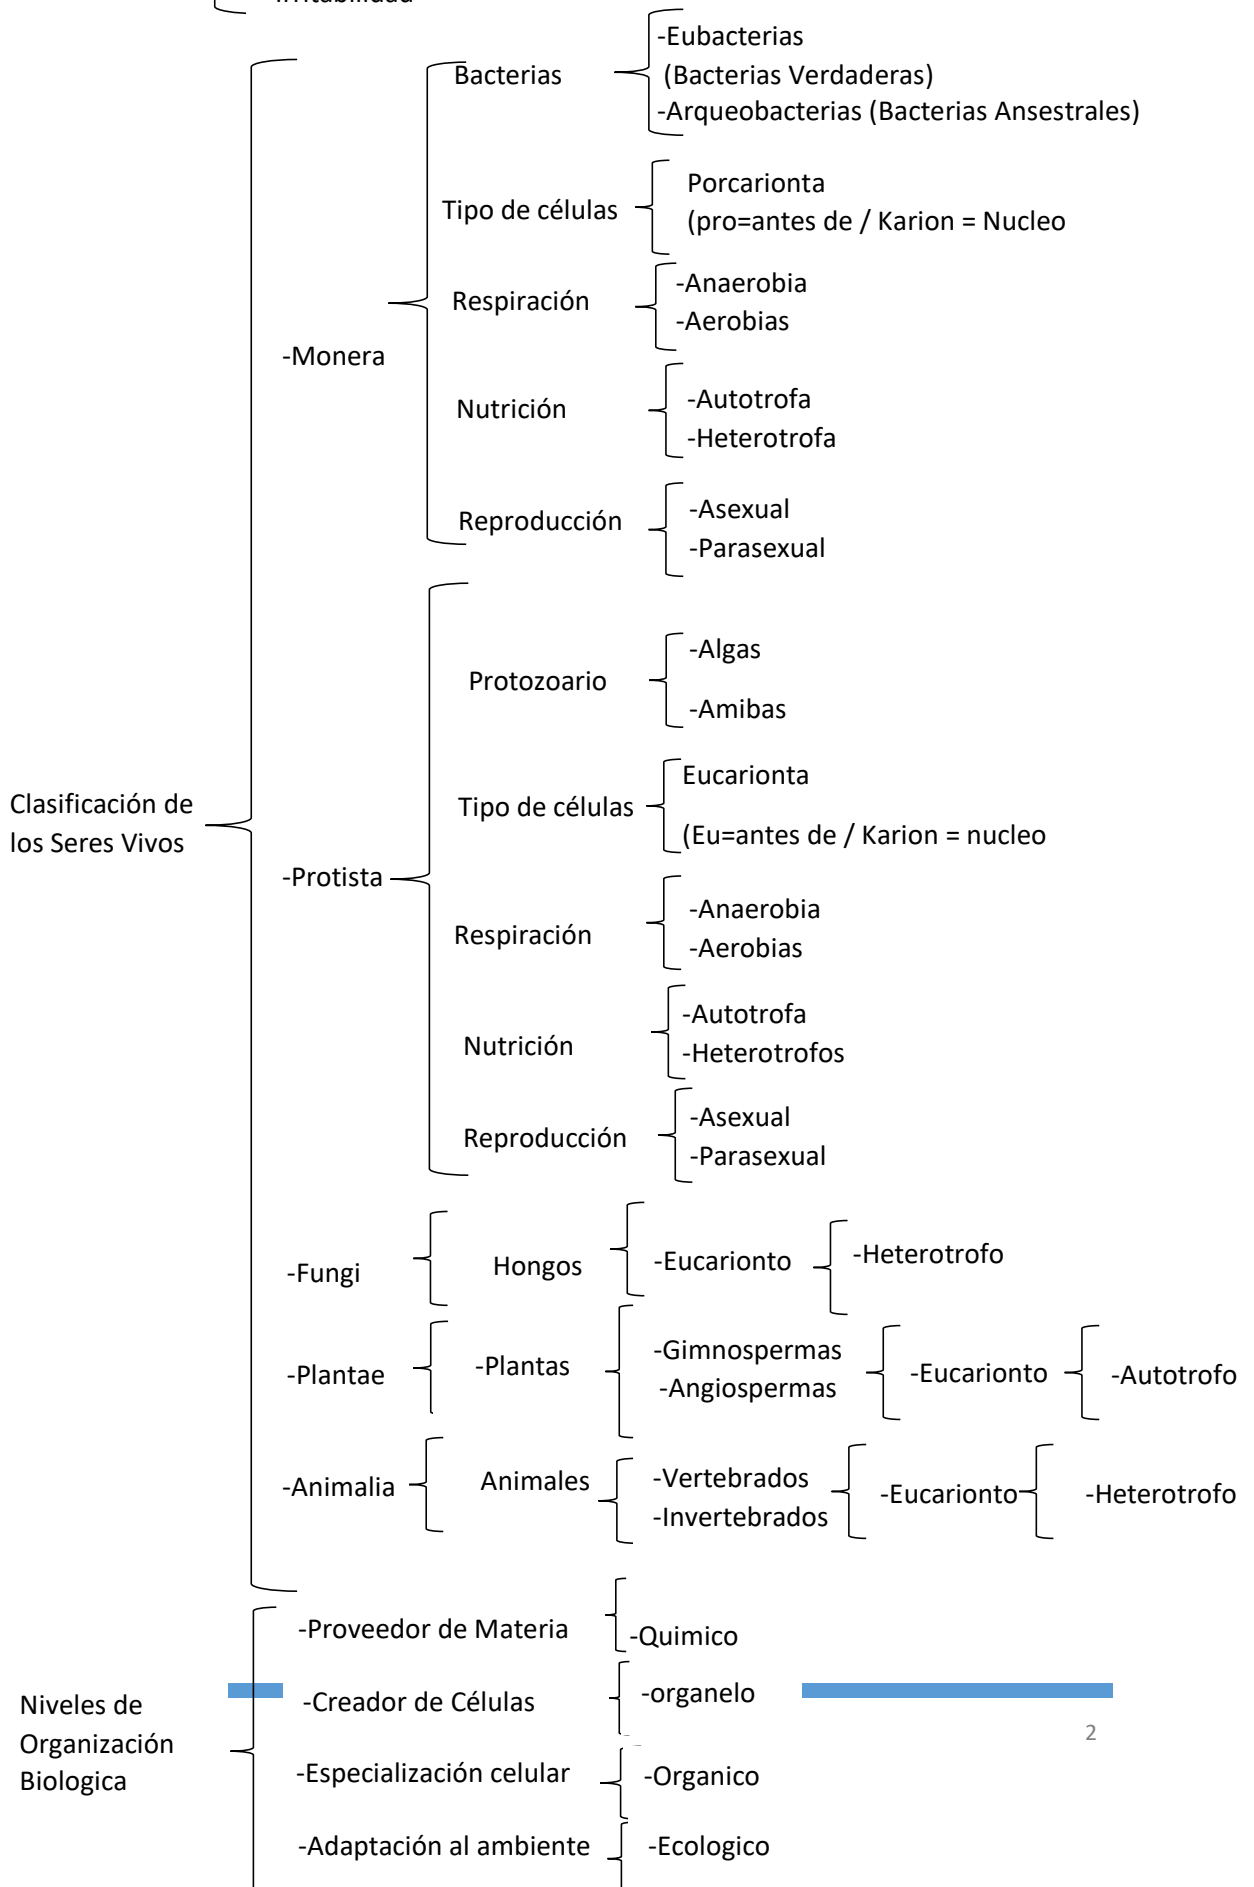 Irritabilidad
Bacterias
-Eubacterias
(Bacterias Verdaderas)
-Arqueobacterias (Bacterias Ansestrales)
Tipo de células
Porcarionta
(pro=antes de / Karion = Nucleo
Respiración
-Anaerobia
-Aerobias
-Monera
Nutrición
-Autotrofa
-Heterotrofa
Reproducción
-Asexual
-Parasexual
Protozoario
-Algas
-Amibas
Clasificación de
los Seres Vivos
Tipo de células
Eucarionta
(Eu=antes de / Karion = nucleo
-Protista
Respiración
-Anaerobia
-Aerobias
Nutrición
-Autotrofa
-Heterotrofos
Reproducción
-Asexual
-Parasexual
-Fungi
Hongos
-Eucarionto
-Heterotrofo
-Plantae
-Plantas
-Gimnospermas
-Angiospermas
-Eucarionto
-Autotrofo
-Animalia
Animales
-Vertebrados
-Invertebrados
-Eucarionto
-Heterotrofo
Niveles de
Organización
Biologica
-Proveedor de Materia
-Quimico
-Creador de Células
-organelo
-Especialización celular
-Organico
-Adaptación al ambiente
-Ecologico
2